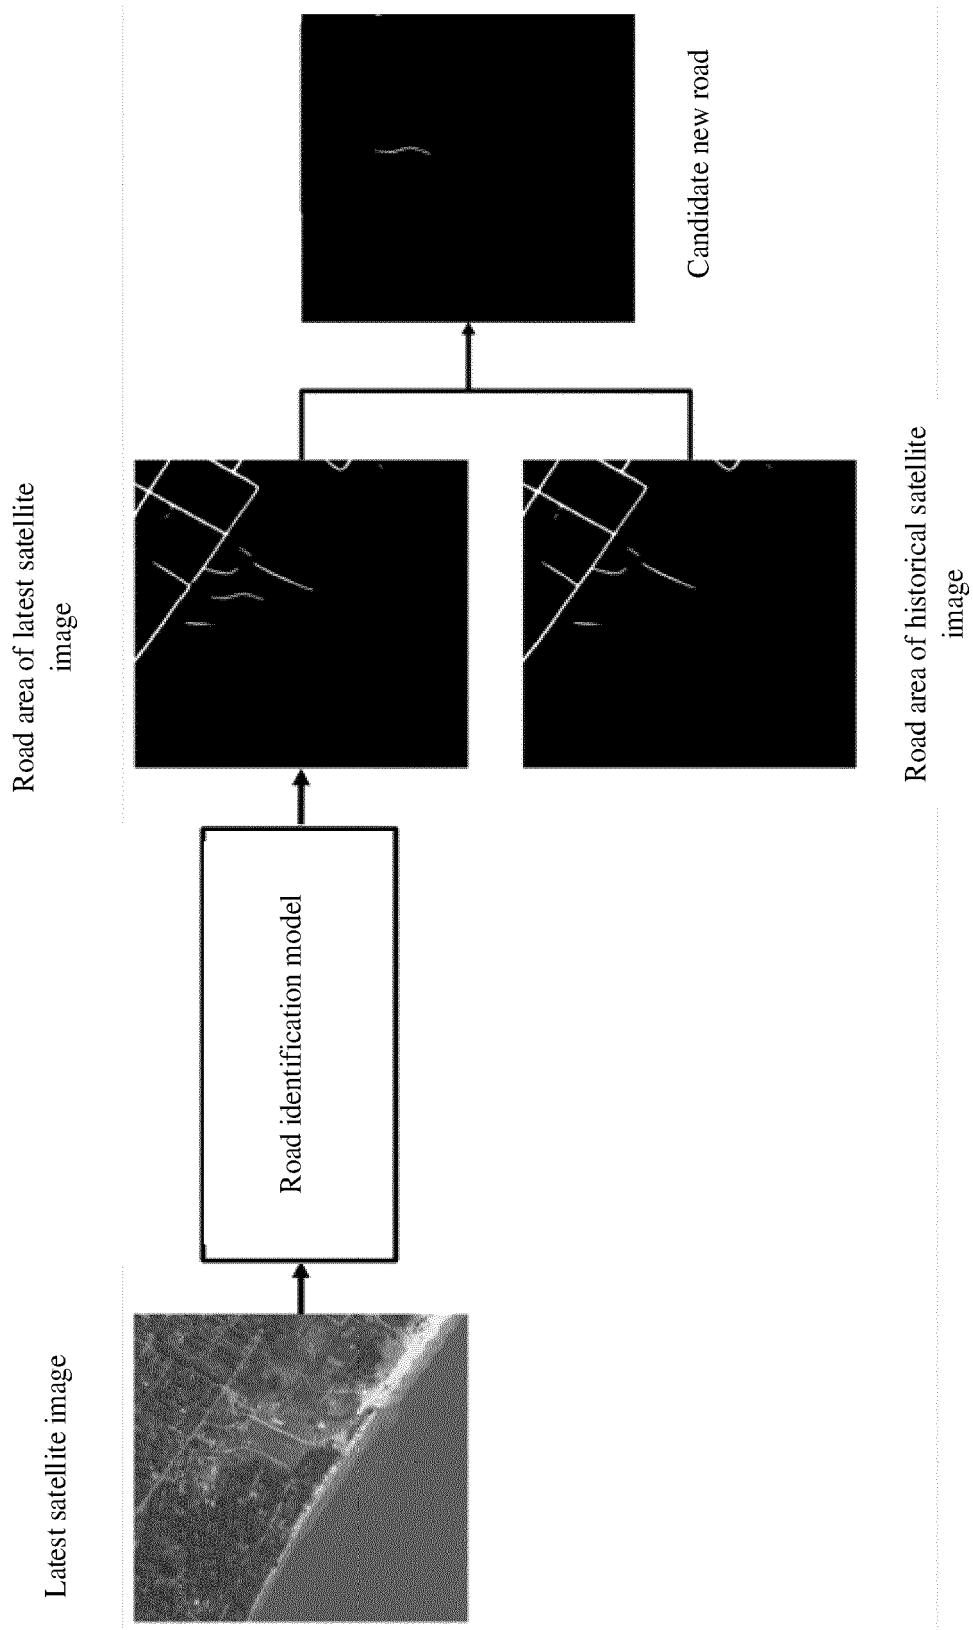 Latest satellite image
Road identification model
Road area of latest satellite
image
Road area of historical satellite
image
Candidate new road